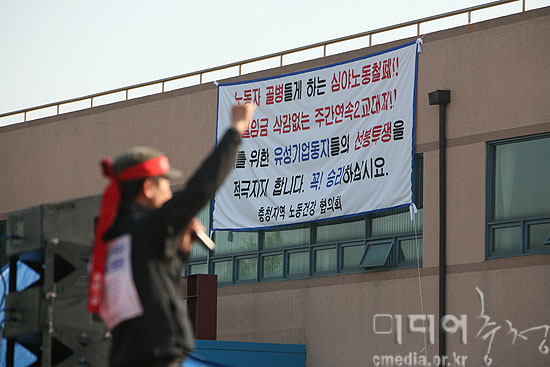 노동자 골병들게 하는 심야노동철폐!!
임금 삭감없는 주간연속2교대제!!
를 위한 유성기업동지들의 선봉투쟁을
적극지지 합니다. 꼭! 승리하십시요.
충청지역 노동건강 협의회
미디어 충청
cmedia.or.kr